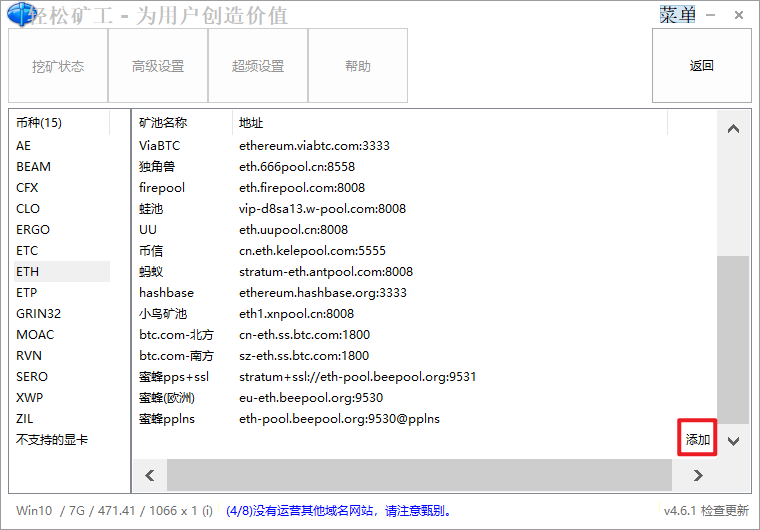 轻松矿工 - 为用户创造价值 菜单
挖矿状态 高级设置 超频设置 帮助 返回
币种(15) 矿池名称 地址
AE ViaBTC ethereum.viabtc.com:3333
BEAM 独角兽 eth.666pool.cn:8558
CFX firepool eth.firepool.com:8008
CLO 蛙池 vip-d8sa13.w-pool.com:8008
ERGO UU eth.uupool.cn:8008
ETC 币信 cn.eth.kelepool.com:5555
ETH 蚂蚁 stratum-eth.antpool.com:8008
ETP hashbase ethereum.hashbase.org:3333
GRIN32 小鸟矿池 eth1.xnpool.cn:8008
MOAC btc.com-北方 cn-eth.ss.btc.com:1800
RVN btc.com-南方 sz-eth.ss.btc.com:1800
SERO 蜜蜂pps+ssl stratum+ssl://eth-pool.beepool.org:9531
XWP 蜜蜂(欧洲) eu-eth.beepool.org:9530
ZIL 蜜蜂pplns eth-pool.beepool.org:9530@pplns
不支持的显卡 添加
Win10 / 7G / 471.41 / 1066 x 1 (i) (4/8)没有运营其他域名网站，请注意甄别。 v4.6.1 检查更新